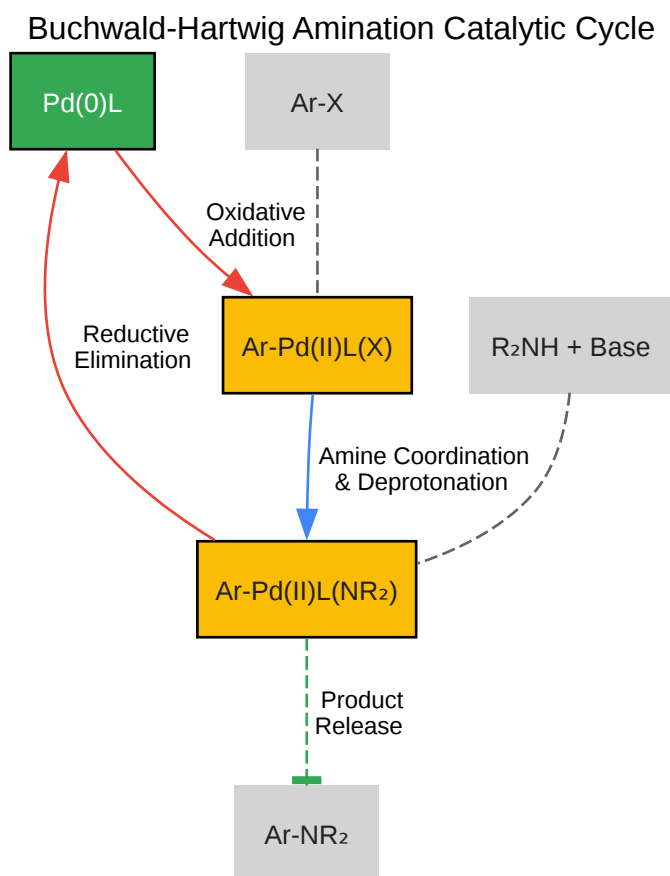 Buchwald-Hartwig Amination Catalytic Cycle
Pd(0)L
Ar-X
Oxidative
Addition
Reductive
Elimination
Ar-Pd(II)L(X)
R₂NH + Base
Amine Coordination
& Deprotonation
Ar-Pd(II)L(NR₂)
Product
Release
Ar-NR₂